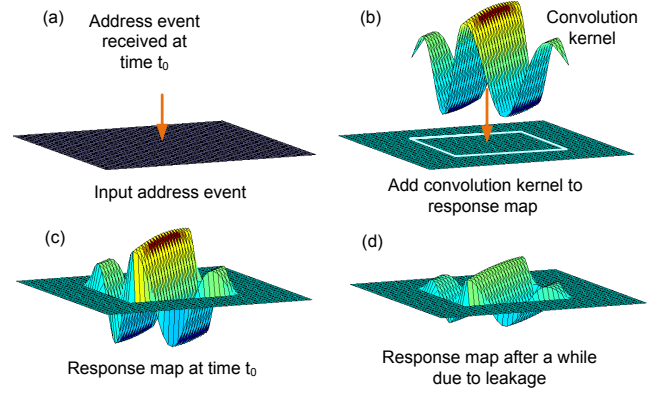 (a)
Address event
received at
time t₀
Input address event
(b)
Convolution
kernel
Add convolution kernel to
response map
(c)
Response map at time t₀
(d)
Response map after a while
due to leakage